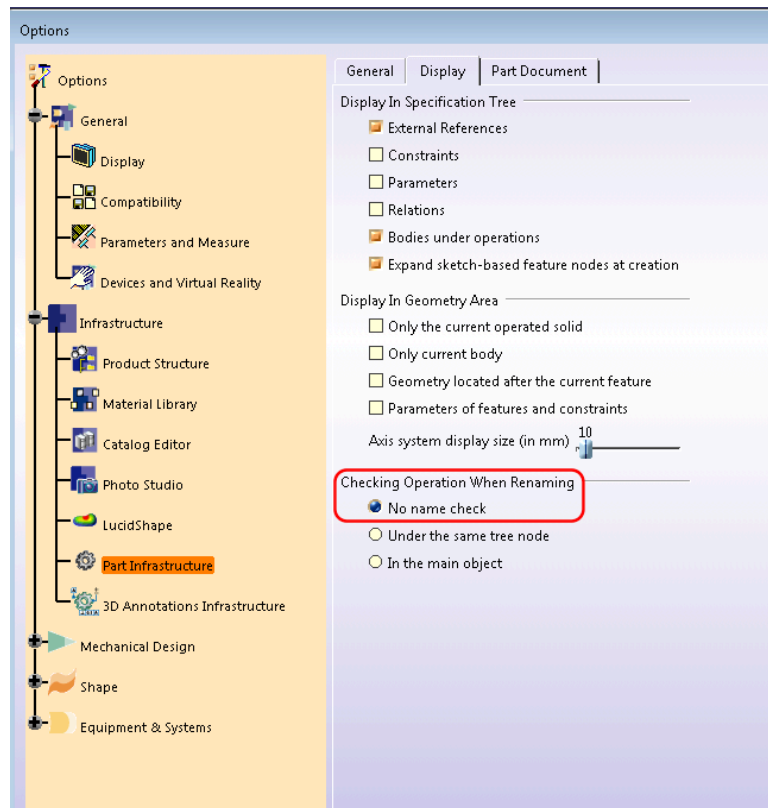 Options
Options
General
Display
Compatibility
Parameters and Measure
Devices and Virtual Reality
Infrastructure
Product Structure
Material Library
Catalog Editor
Photo Studio
LucidShape
Part Infrastructure
3D Annotations Infrastructure
Mechanical Design
Shape
Equipment & Systems
General Display Part Document
Display In Specification Tree
External References
Constraints
Parameters
Relations
Bodies under operations
Expand sketch-based feature nodes at creation
Display In Geometry Area
Only the current operated solid
Only current body
Geometry located after the current feature
Parameters of features and constraints
Axis system display size (in mm) 10
Checking Operation When Renaming
No name check
Under the same tree node
In the main object